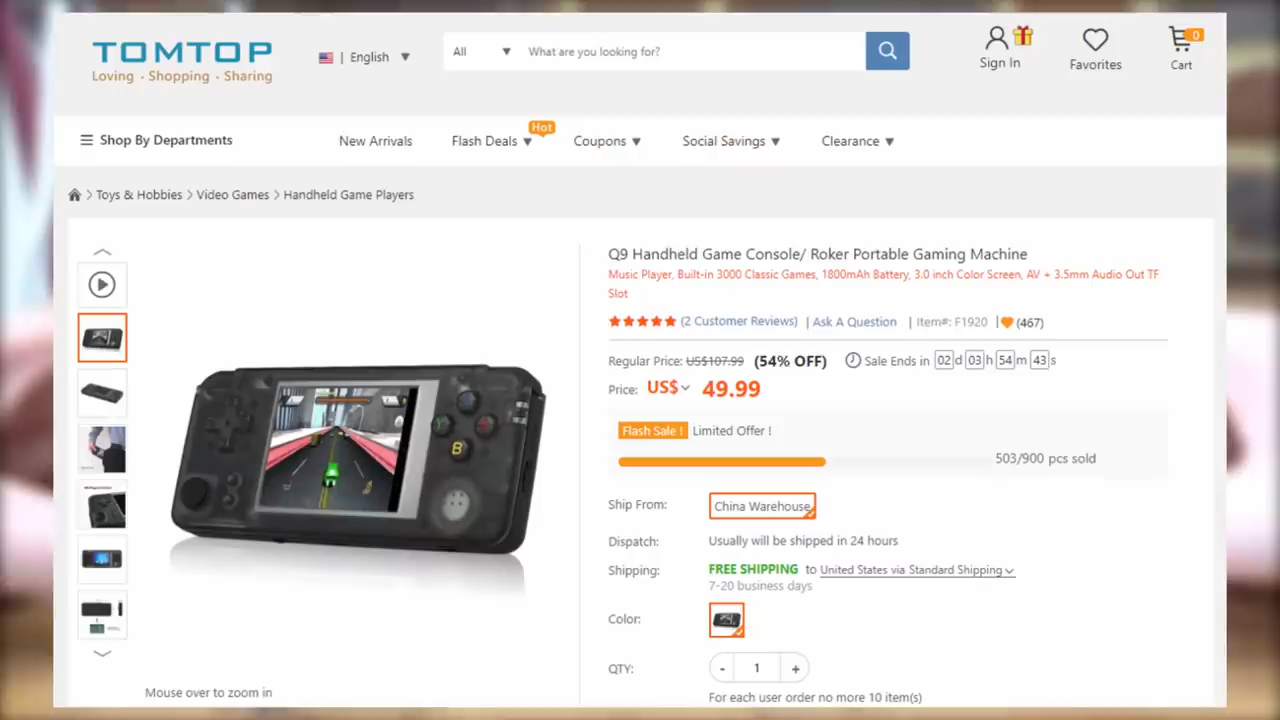 TOMTOP
Loving · Shopping · Sharing
| English ▼
All ▼ What are you looking for?
Sign In
Favorites
0
Cart
Shop By Departments
New Arrivals
Flash Deals ▼
Hot
Coupons ▼
Social Savings ▼
Clearance ▼
> Toys & Hobbies > Video Games > Handheld Game Players
Q9 Handheld Game Console/ Roker Portable Gaming Machine
Music Player, Built-in 3000 Classic Games, 1800mAh Battery, 3.0 inch Color Screen, AV + 3.5mm Audio Out TF
Slot
(2 Customer Reviews) | Ask A Question | Item#: F1920 | (467)
Regular Price: US$107.99 (54% OFF) Sale Ends in 02 d 03 h 54 m 43 s
Price: US$ 49.99
Flash Sale ! Limited Offer !
503/900 pcs sold
Ship From: China Warehouse
Dispatch: Usually will be shipped in 24 hours
Shipping: FREE SHIPPING to United States via Standard Shipping
7-20 business days
Color:
QTY: - 1 +
For each user order no more 10 item(s)
Mouse over to zoom in
B